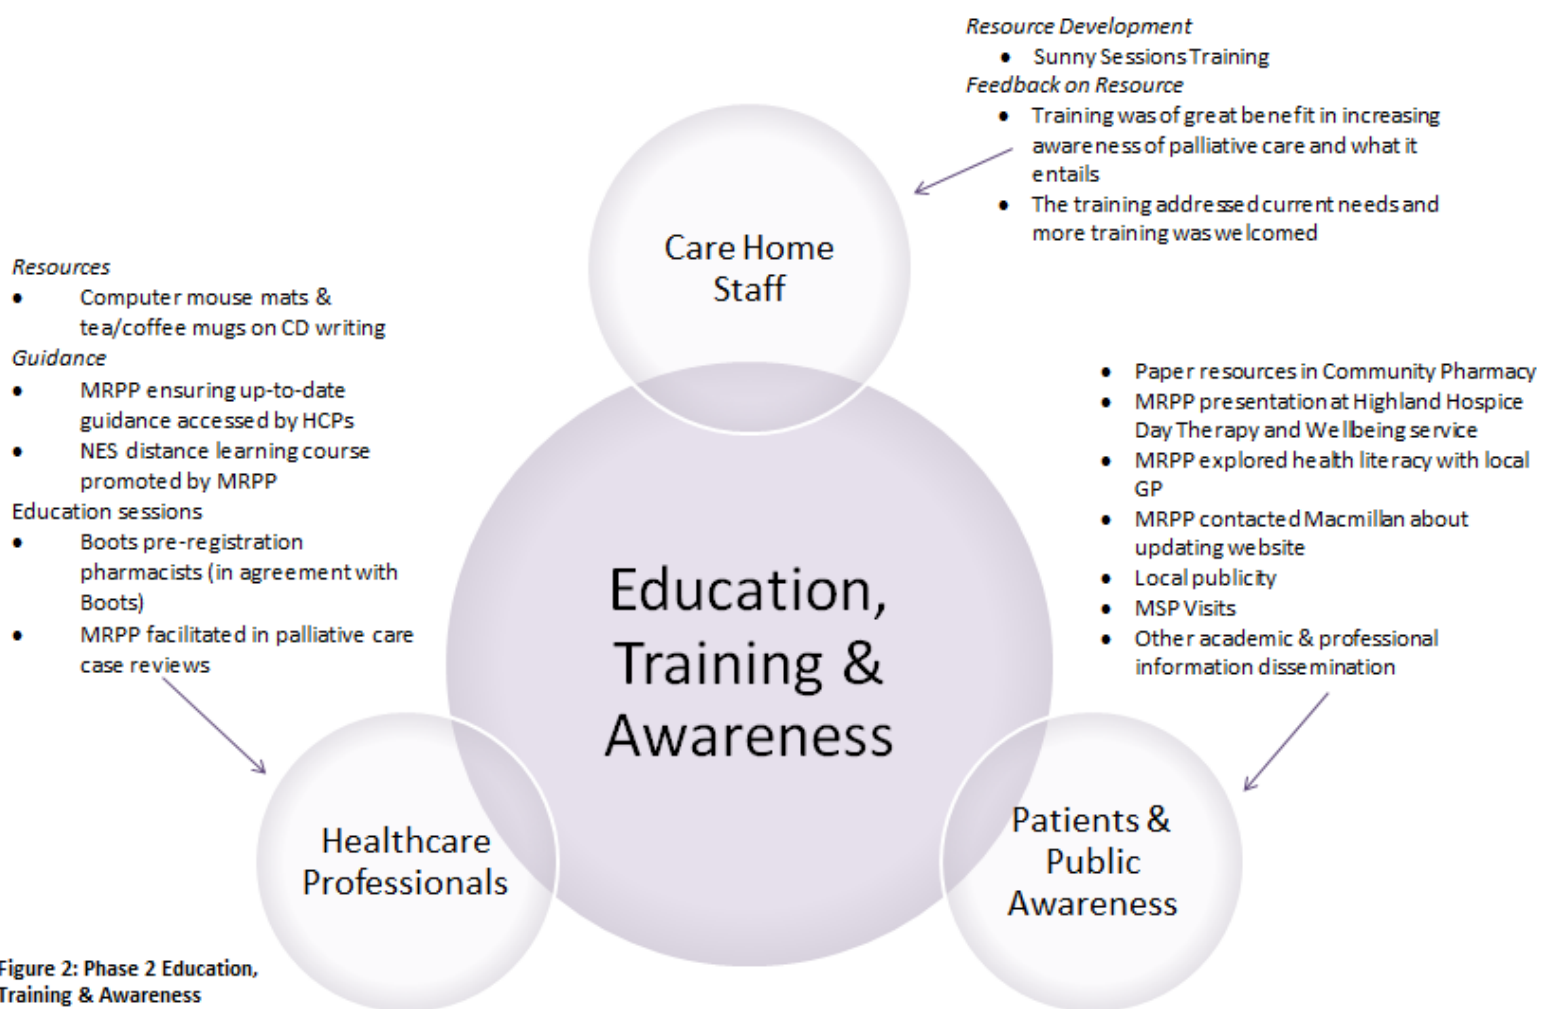 Resource Development
• Sunny Sessions Training
Feedback on Resource
• Training was of great benefit in increasing
awareness of palliative care and what it
entails
• The training addressed current needs and
more training was welcomed
Care Home
Staff
Resources
• Computer mouse mats &
tea/coffee mugs on CD writing
Guidance
• MRPP ensuring up-to-date
guidance accessed by HCPs
• NES distance learning course
promoted by MRPP
Education sessions
• Boots pre-registration
pharmacists (in agreement with
Boots)
• MRPP facilitated in palliative care
case reviews
• Paper resources in Community Pharmacy
• MRPP presentation at Highland Hospice
Day Therapy and Wellbeing service
• MRPP explored health literacy with local
GP
• MRPP contacted Macmillan about
updating website
• Local publicity
• MSP Visits
• Other academic & professional
information dissemination
Education,
Training &
Awareness
Healthcare
Professionals
Patients &
Public
Awareness
Figure 2: Phase 2 Education,
Training & Awareness